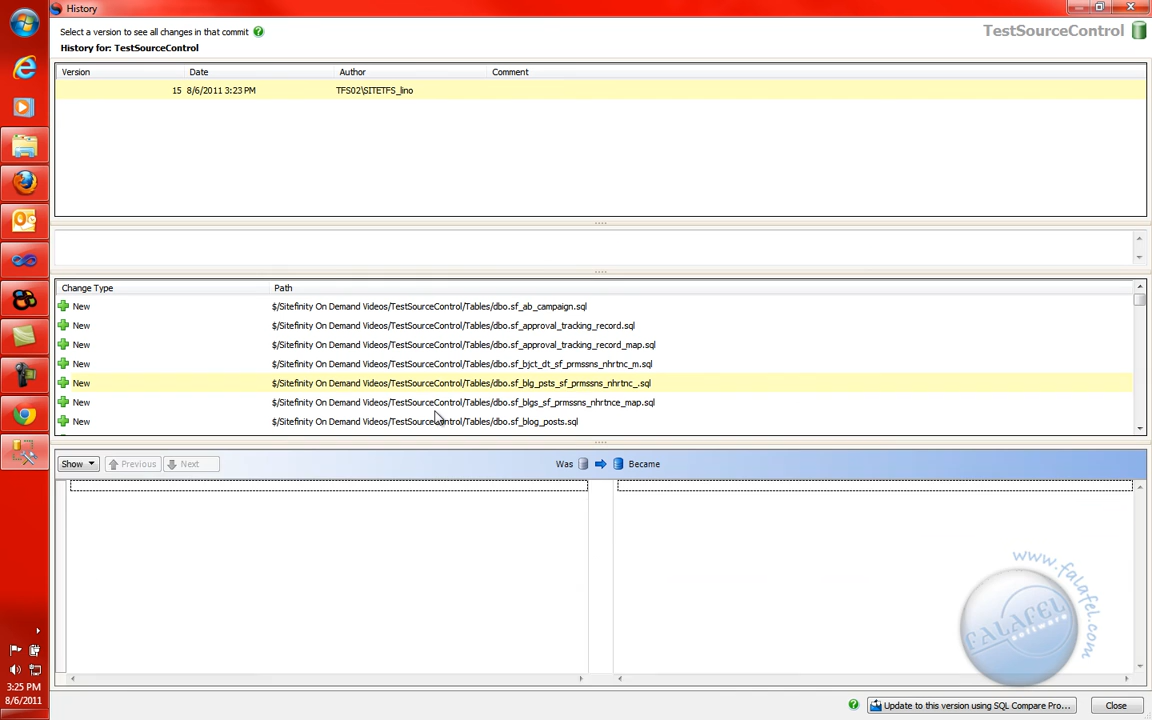 History
Select a version to see all changes in that commit
TestSourceControl
History for: TestSourceControl
Version Date Author Comment
15 8/6/2011 3:23 PM TFS02\SITETFS_lino
Change Type Path
New $/Sitefinity On Demand Videos/TestSourceControl/Tables/dbo.sf_ab_campaign.sql
New $/Sitefinity On Demand Videos/TestSourceControl/Tables/dbo.sf_approval_tracking_record.sql
New $/Sitefinity On Demand Videos/TestSourceControl/Tables/dbo.sf_approval_tracking_record_map.sql
New $/Sitefinity On Demand Videos/TestSourceControl/Tables/dbo.sf_bjct_dt_sf_prmssns_nhrtnc_m.sql
New $/Sitefinity On Demand Videos/TestSourceControl/Tables/dbo.sf_blg_psts_sf_prmssns_nhrtnc_.sql
New $/Sitefinity On Demand Videos/TestSourceControl/Tables/dbo.sf_blgs_sf_prmssns_nhrtnce_map.sql
New $/Sitefinity On Demand Videos/TestSourceControl/Tables/dbo.sf_blog_posts.sql
Show Previous Next Was Became
www.falafel.com
FALAFEL
software
3:25 PM
8/6/2011
Update to this version using SQL Compare Pro... Close